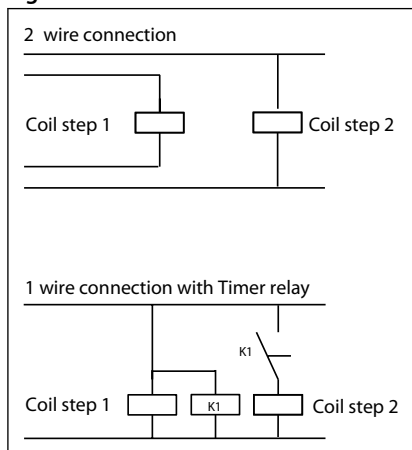 2 wire connection
Coil step 1
Coil step 2
1 wire connection with Timer relay
K1
Coil step 1
K1
Coil step 2